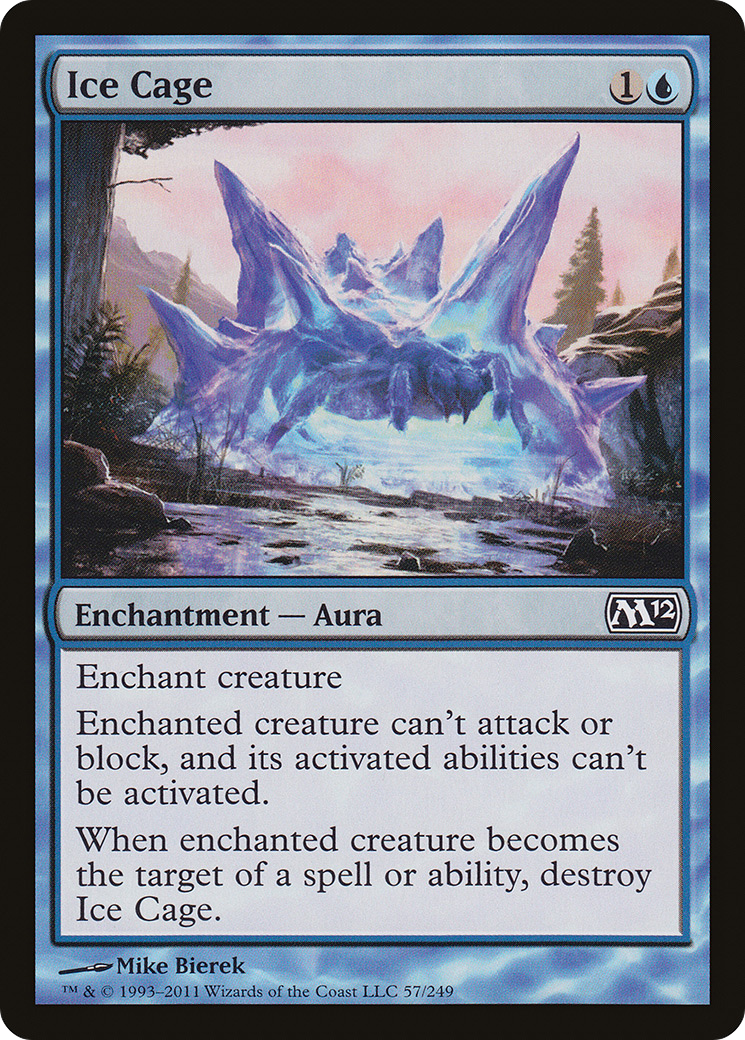 Ice Cage 1
Enchantment — Aura M12
Enchant creature
Enchanted creature can't attack or
block, and its activated abilities can't
be activated.
When enchanted creature becomes
the target of a spell or ability, destroy
Ice Cage.
Mike Bierek
™ & © 1993–2011 Wizards of the Coast LLC 57/249